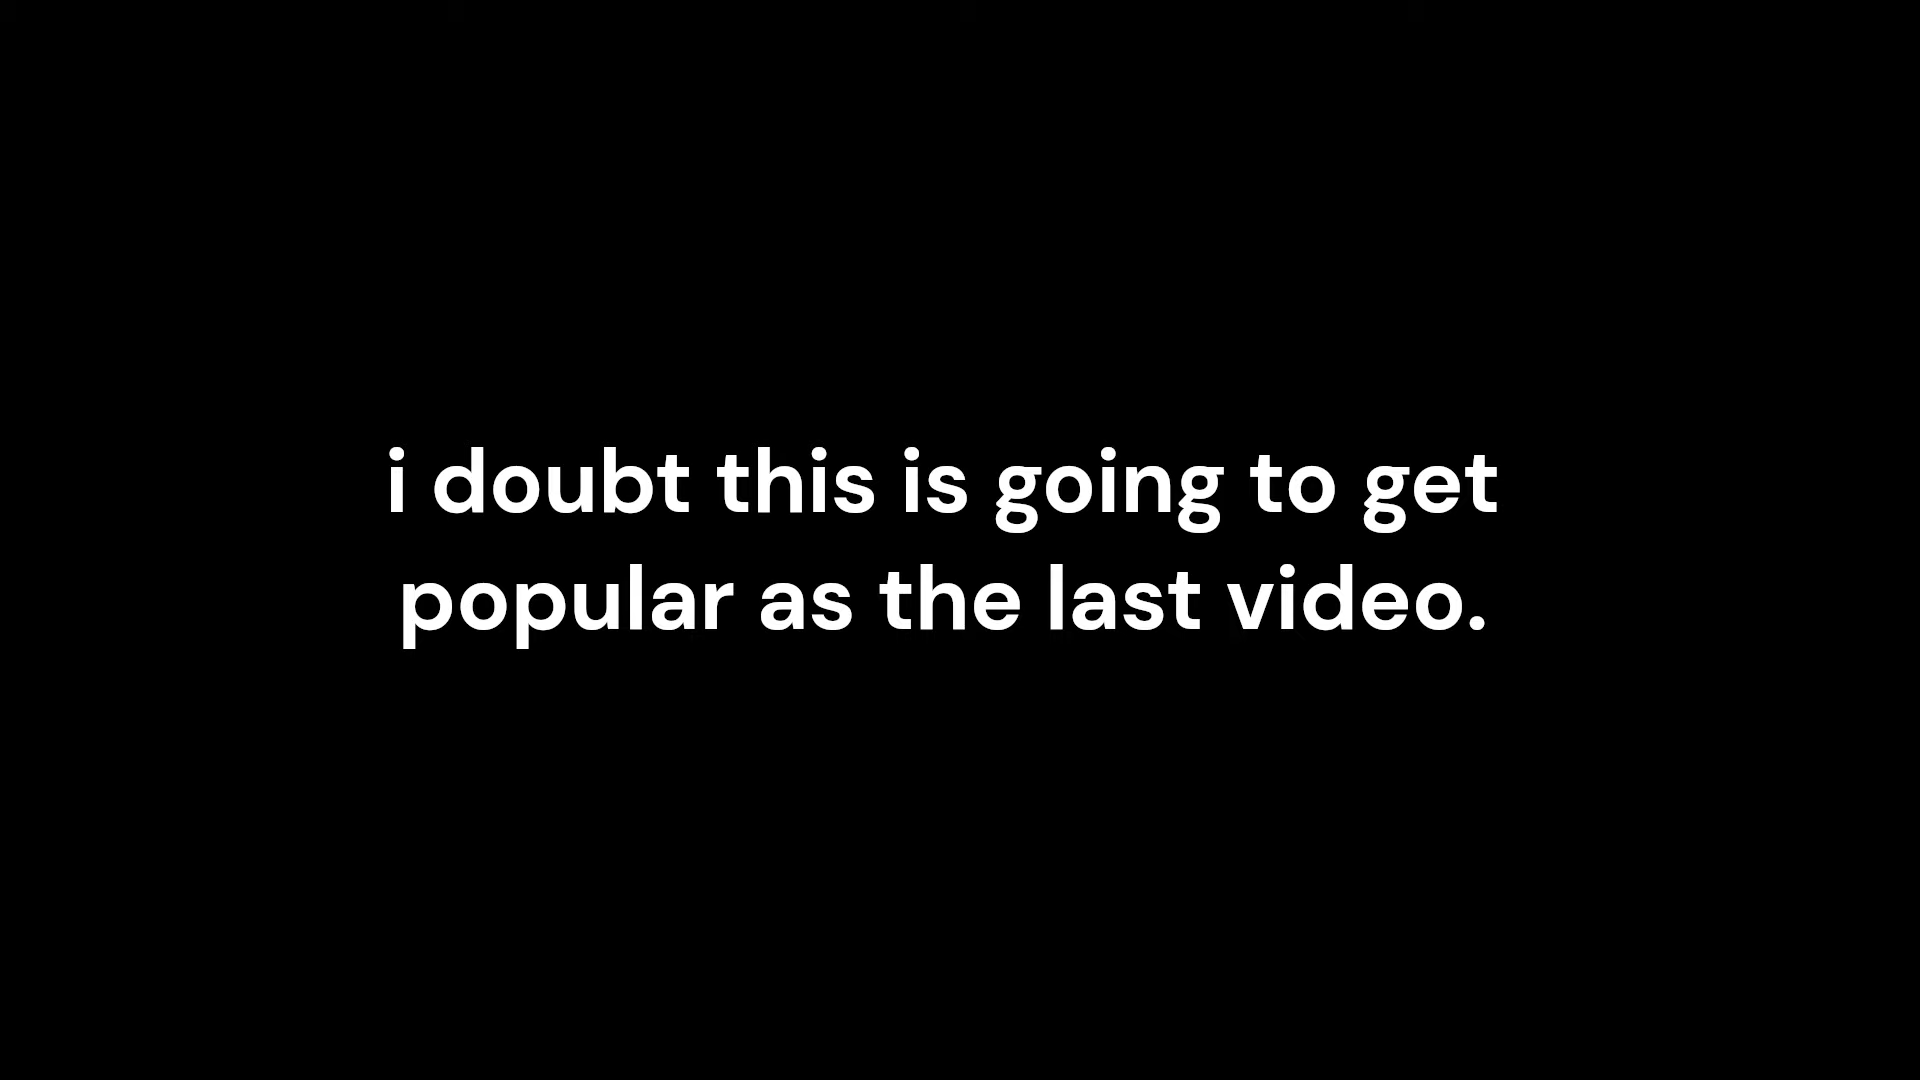 i doubt this is going to get
popular as the last video.